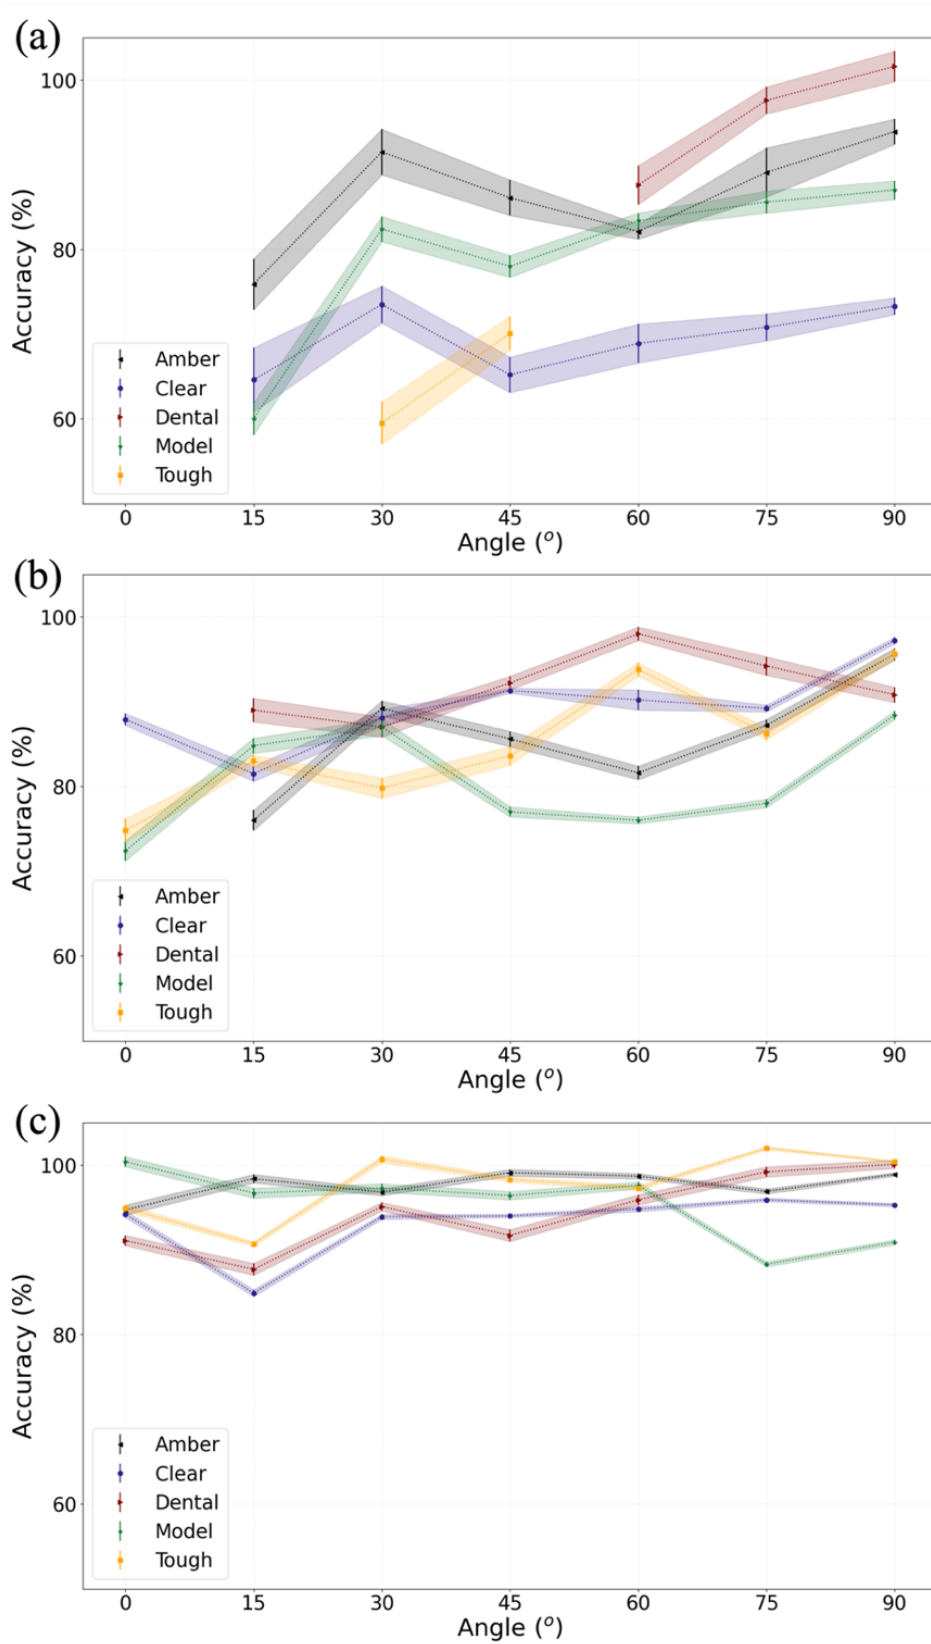 (a)
100
80
60
Accuracy (%)
Amber
Clear
Dental
Model
Tough
0 15 30 45 60 75 90
Angle (°)
(b)
100
80
60
Accuracy (%)
Amber
Clear
Dental
Model
Tough
0 15 30 45 60 75 90
Angle (°)
(c)
100
80
60
Accuracy (%)
Amber
Clear
Dental
Model
Tough
0 15 30 45 60 75 90
Angle (°)